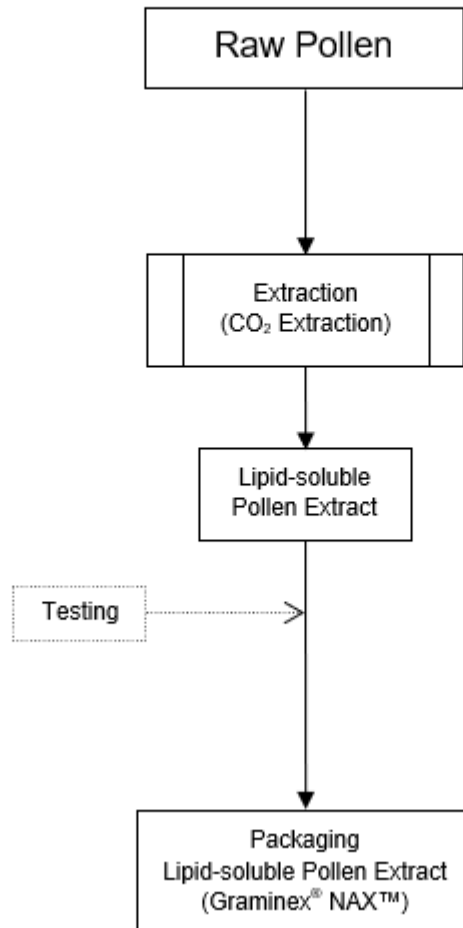 Raw Pollen
Extraction
(CO₂ Extraction)
Lipid-soluble
Pollen Extract
Testing
Packaging
Lipid-soluble Pollen Extract
(Graminex® NAX™)